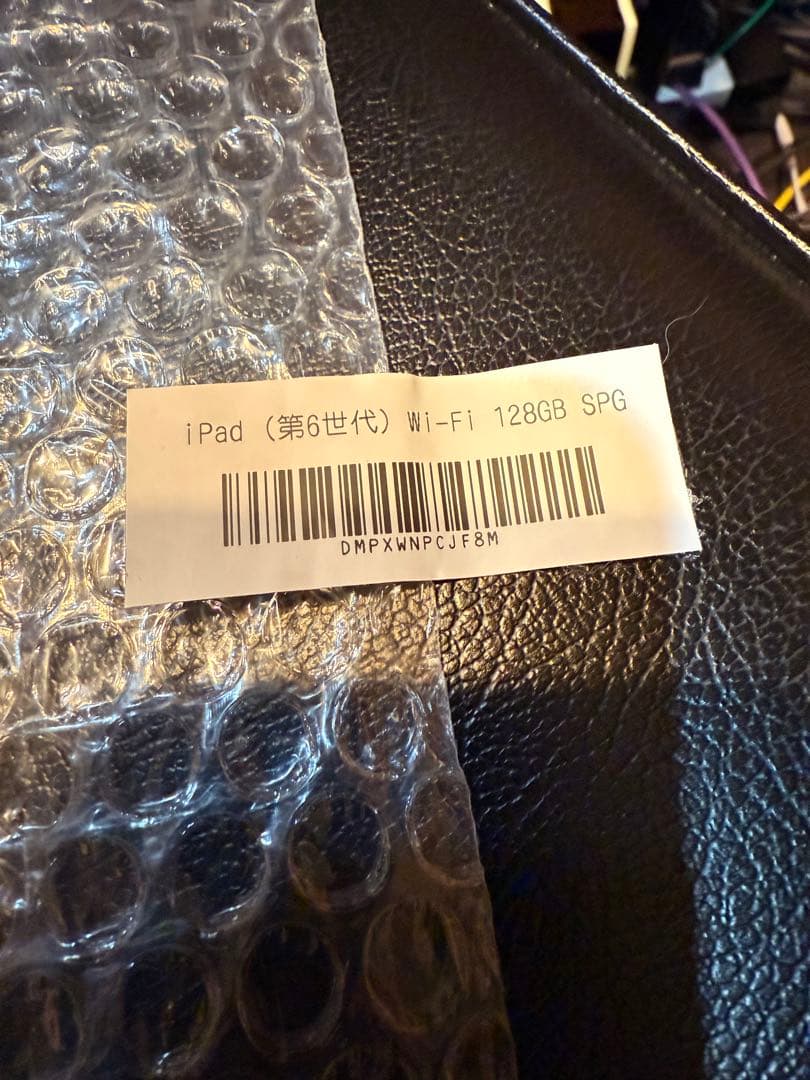 iPad (第6世代) Wi-Fi 128GB SPG
DMPXWNPCJF8M